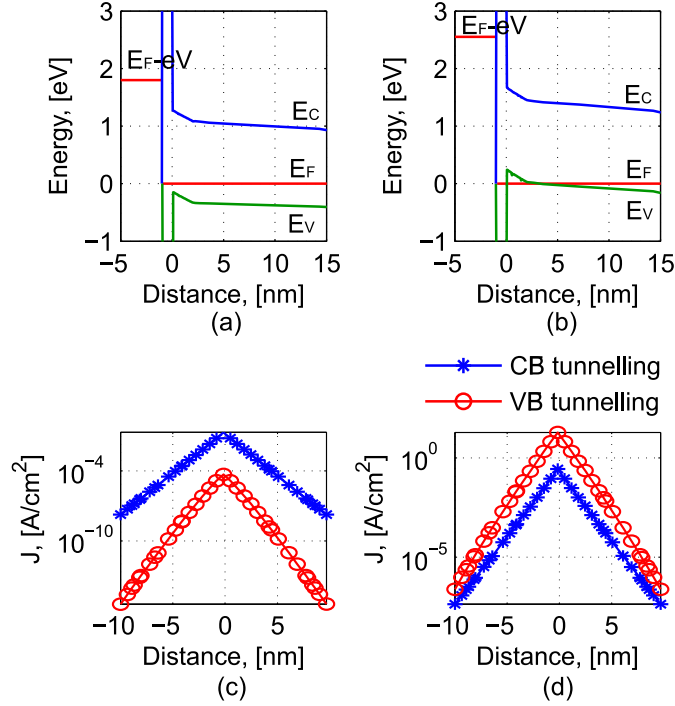 3
2
1
0
−1
Energy, [eV]
EF-eV
EC
EF
EV
−5 0 5 10 15
Distance, [nm]
(a)
3
2
1
0
−1
Energy, [eV]
EF-eV
EC
EF
EV
−5 0 5 10 15
Distance, [nm]
(b)
CB tunnelling
VB tunnelling
10−4
10−10
J, [A/cm2]
−10 −5 0 5
Distance, [nm]
(c)
100
10−5
J, [A/cm2]
−10 −5 0 5
Distance, [nm]
(d)